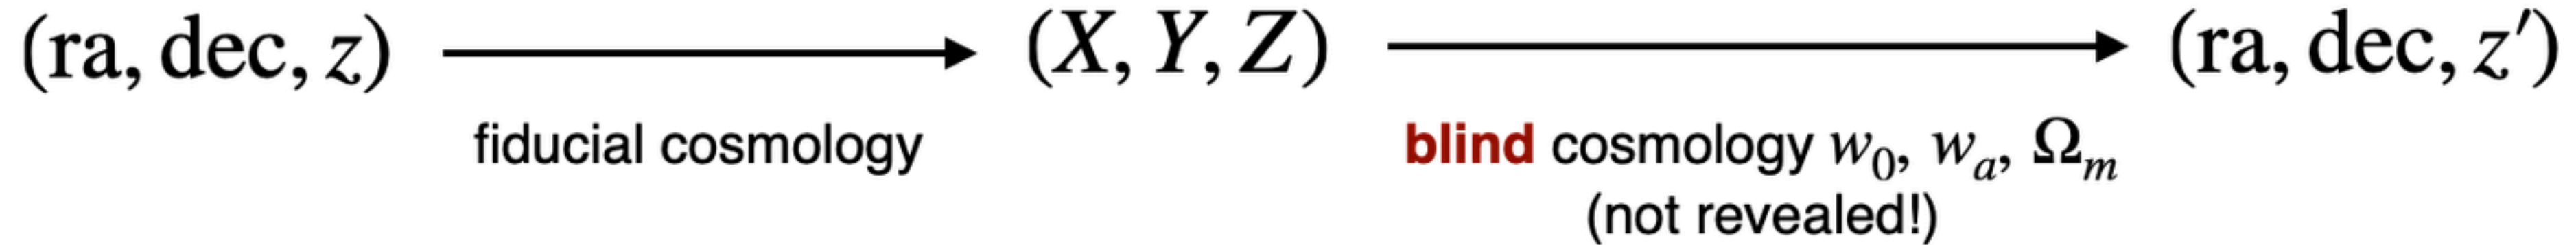 (ra, dec, z) (X, Y, Z) (ra, dec, z′)
fiducial cosmology blind cosmology w₀, wₐ, Ωₘ
(not revealed!)